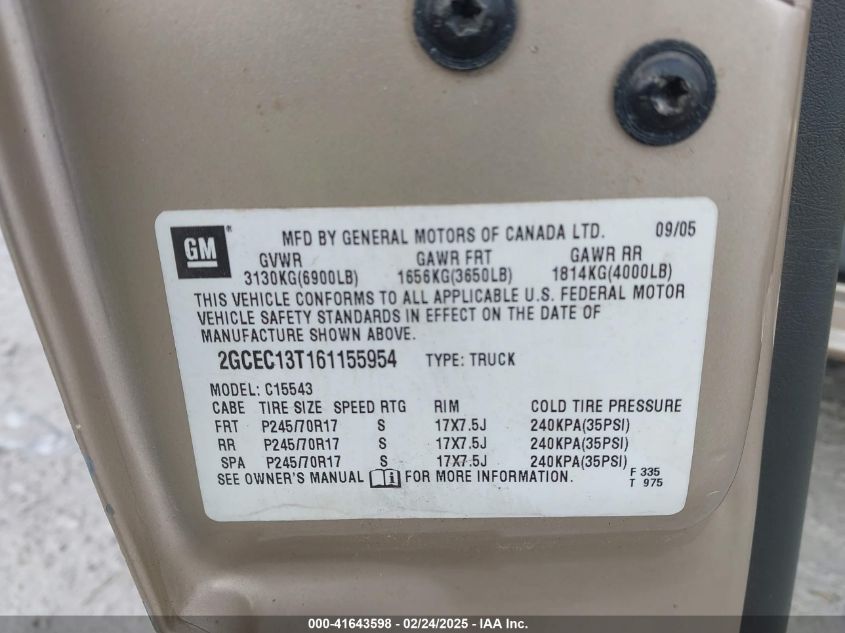 GM
MFD BY GENERAL MOTORS OF CANADA LTD. 09/05
GVWR GAWR FRT GAWR RR
3130KG(6900LB) 1656KG(3650LB) 1814KG(4000LB)
THIS VEHICLE CONFORMS TO ALL APPLICABLE U.S. FEDERAL MOTOR
VEHICLE SAFETY STANDARDS IN EFFECT ON THE DATE OF
MANUFACTURE SHOWN ABOVE.
2GCEC13T161155954 TYPE: TRUCK
MODEL: C15543
CABE TIRE SIZE SPEED RTG RIM COLD TIRE PRESSURE
FRT P245/70R17 S 17X7.5J 240KPA(35PSI)
RR P245/70R17 S 17X7.5J 240KPA(35PSI)
SPA P245/70R17 S 17X7.5J 240KPA(35PSI)
SEE OWNER'S MANUAL FOR MORE INFORMATION. F 335
T 975
000-41643598 - 02/24/2025 - IAA Inc.